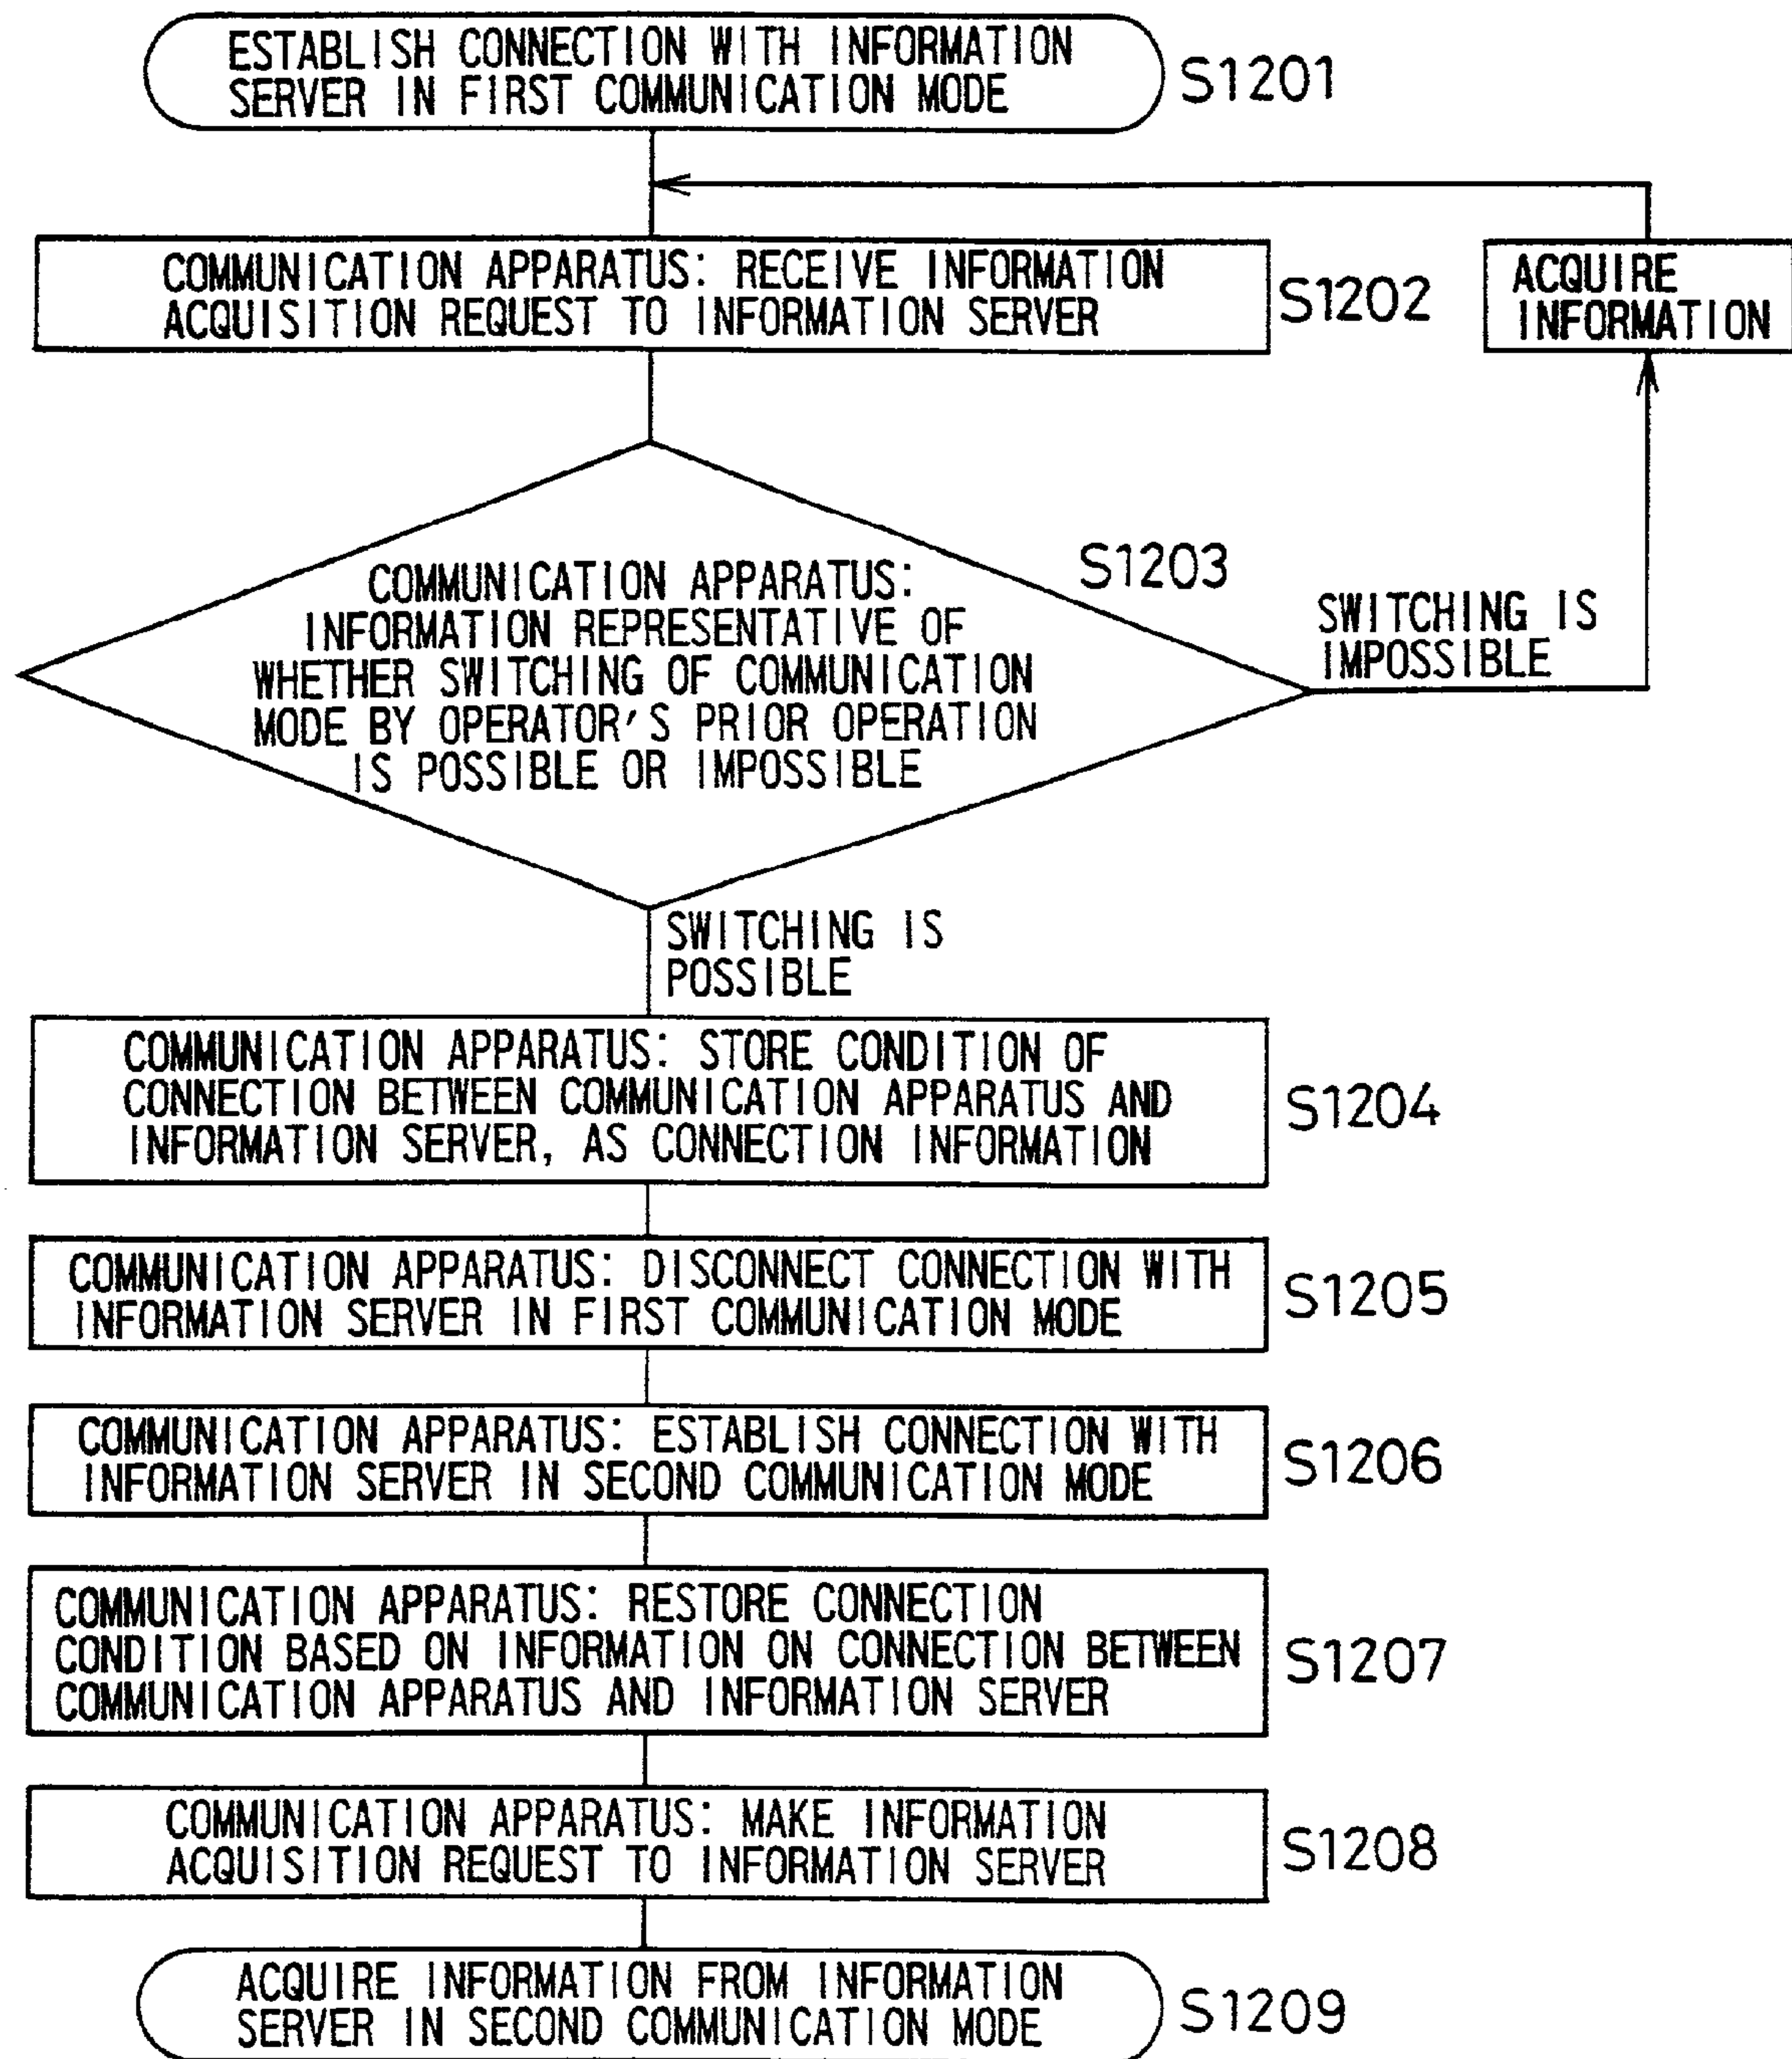 ESTABLISH CONNECTION WITH INFORMATION
SERVER IN FIRST COMMUNICATION MODE
S1201
COMMUNICATION APPARATUS: RECEIVE INFORMATION
ACQUISITION REQUEST TO INFORMATION SERVER
S1202
ACQUIRE
INFORMATION
COMMUNICATION APPARATUS:
INFORMATION REPRESENTATIVE OF
WHETHER SWITCHING OF COMMUNICATION
MODE BY OPERATOR'S PRIOR OPERATION
IS POSSIBLE OR IMPOSSIBLE
S1203
SWITCHING IS
IMPOSSIBLE
SWITCHING IS
POSSIBLE
COMMUNICATION APPARATUS: STORE CONDITION OF
CONNECTION BETWEEN COMMUNICATION APPARATUS AND
INFORMATION SERVER, AS CONNECTION INFORMATION
S1204
COMMUNICATION APPARATUS: DISCONNECT CONNECTION WITH
INFORMATION SERVER IN FIRST COMMUNICATION MODE
S1205
COMMUNICATION APPARATUS: ESTABLISH CONNECTION WITH
INFORMATION SERVER IN SECOND COMMUNICATION MODE
S1206
COMMUNICATION APPARATUS: RESTORE CONNECTION
CONDITION BASED ON INFORMATION ON CONNECTION BETWEEN
COMMUNICATION APPARATUS AND INFORMATION SERVER
S1207
COMMUNICATION APPARATUS: MAKE INFORMATION
ACQUISITION REQUEST TO INFORMATION SERVER
S1208
ACQUIRE INFORMATION FROM INFORMATION
SERVER IN SECOND COMMUNICATION MODE
S1209